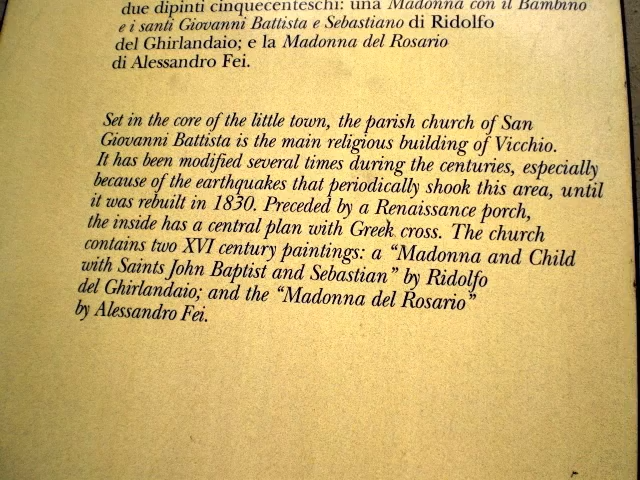 due dipinti cinquecenteschi: una Madonna con il Bambino
e i santi Giovanni Battista e Sebastiano di Ridolfo
del Ghirlandaio; e la Madonna del Rosario
di Alessandro Fei.
Set in the core of the little town, the parish church of San
Giovanni Battista is the main religious building of Vicchio.
It has been modified several times during the centuries, especially
because of the earthquakes that periodically shook this area, until
it was rebuilt in 1830. Preceded by a Renaissance porch,
the inside has a central plan with Greek cross. The church
contains two XVI century paintings: a “Madonna and Child
with Saints John Baptist and Sebastian” by Ridolfo
del Ghirlandaio; and the “Madonna del Rosario”
by Alessandro Fei.